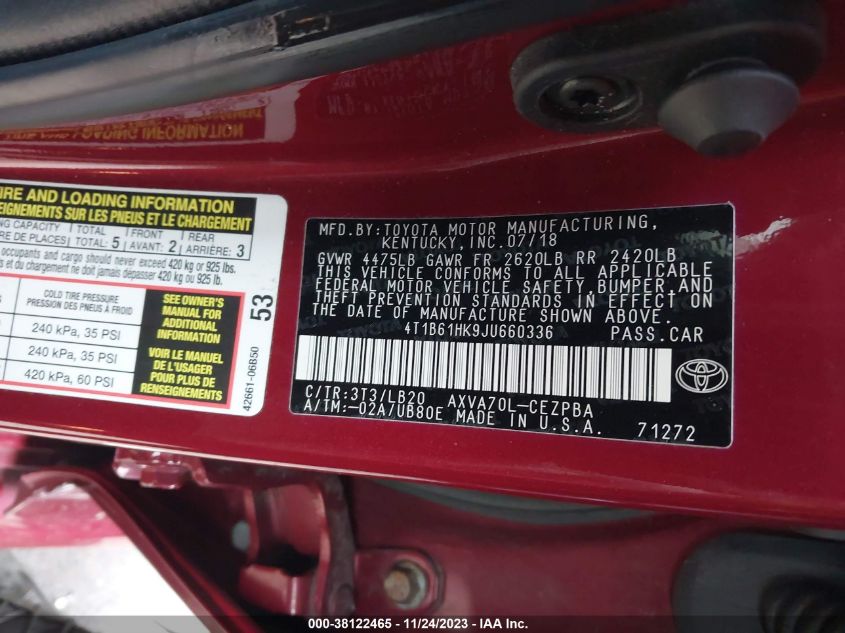 TIRE AND LOADING INFORMATION
RENSEIGNEMENTS SUR LES PNEUS ET LE CHARGEMENT
CAPACITY TOTAL FRONT REAR
DE PLACES) TOTAL: 5 AVANT: 2 ARRIÈRE: 3
occupants and cargo should never exceed 420 kg or 925 lbs.
et du chargement ne doit jamais dépasser 420 kg ou 925 lb.
COLD TIRE PRESSURE
PRESSION DES PNEUS À FROID
240 kPa, 35 PSI
240 kPa, 35 PSI
420 kPa, 60 PSI
SEE OWNER'S
MANUAL FOR
ADDITIONAL
INFORMATION
VOIR LE MANUEL
DE L'USAGER
POUR PLUS DE
RENSEIGNEMENTS
53
42661-06B50
MFD.BY:TOYOTA MOTOR MANUFACTURING,
KENTUCKY,INC.07/18
GVWR 4475LB GAWR FR 2620LB RR 2420LB
THIS VEHICLE CONFORMS TO ALL APPLICABLE
FEDERAL MOTOR VEHICLE SAFETY,BUMPER,AND
THEFT PREVENTION STANDARDS IN EFFECT ON
THE DATE OF MANUFACTURE SHOWN ABOVE.
4T1B61HK9JU660336 PASS.CAR
C/TR:3T3/LB20 AXVA70L-CEZPBA
A/TM:-02A/UB80E MADE IN U.S.A. 71272
000-38122465 - 11/24/2023 - IAAI.com